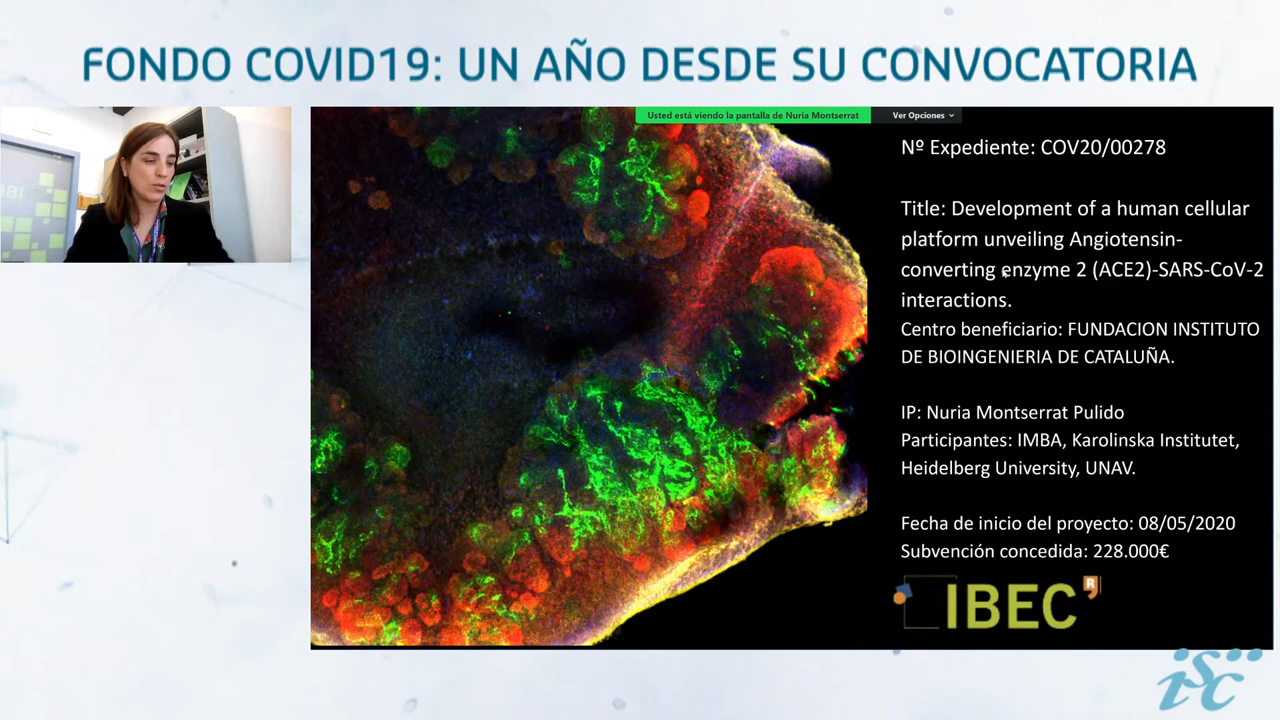 FONDO COVID19: UN AÑO DESDE SU CONVOCATORIA
Usted está viendo la pantalla de Nuria Montserrat
Ver Opciones
Nº Expediente: COV20/00278
Title: Development of a human cellular
platform unveiling Angiotensin-
converting enzyme 2 (ACE2)-SARS-CoV-2
interactions.
Centro beneficiario: FUNDACION INSTITUTO
DE BIOINGENIERIA DE CATALUÑA.
IP: Nuria Montserrat Pulido
Participantes: IMBA, Karolinska Institutet,
Heidelberg University, UNAV.
Fecha de inicio del proyecto: 08/05/2020
Subvención concedida: 228.000€
IBEC R
isc